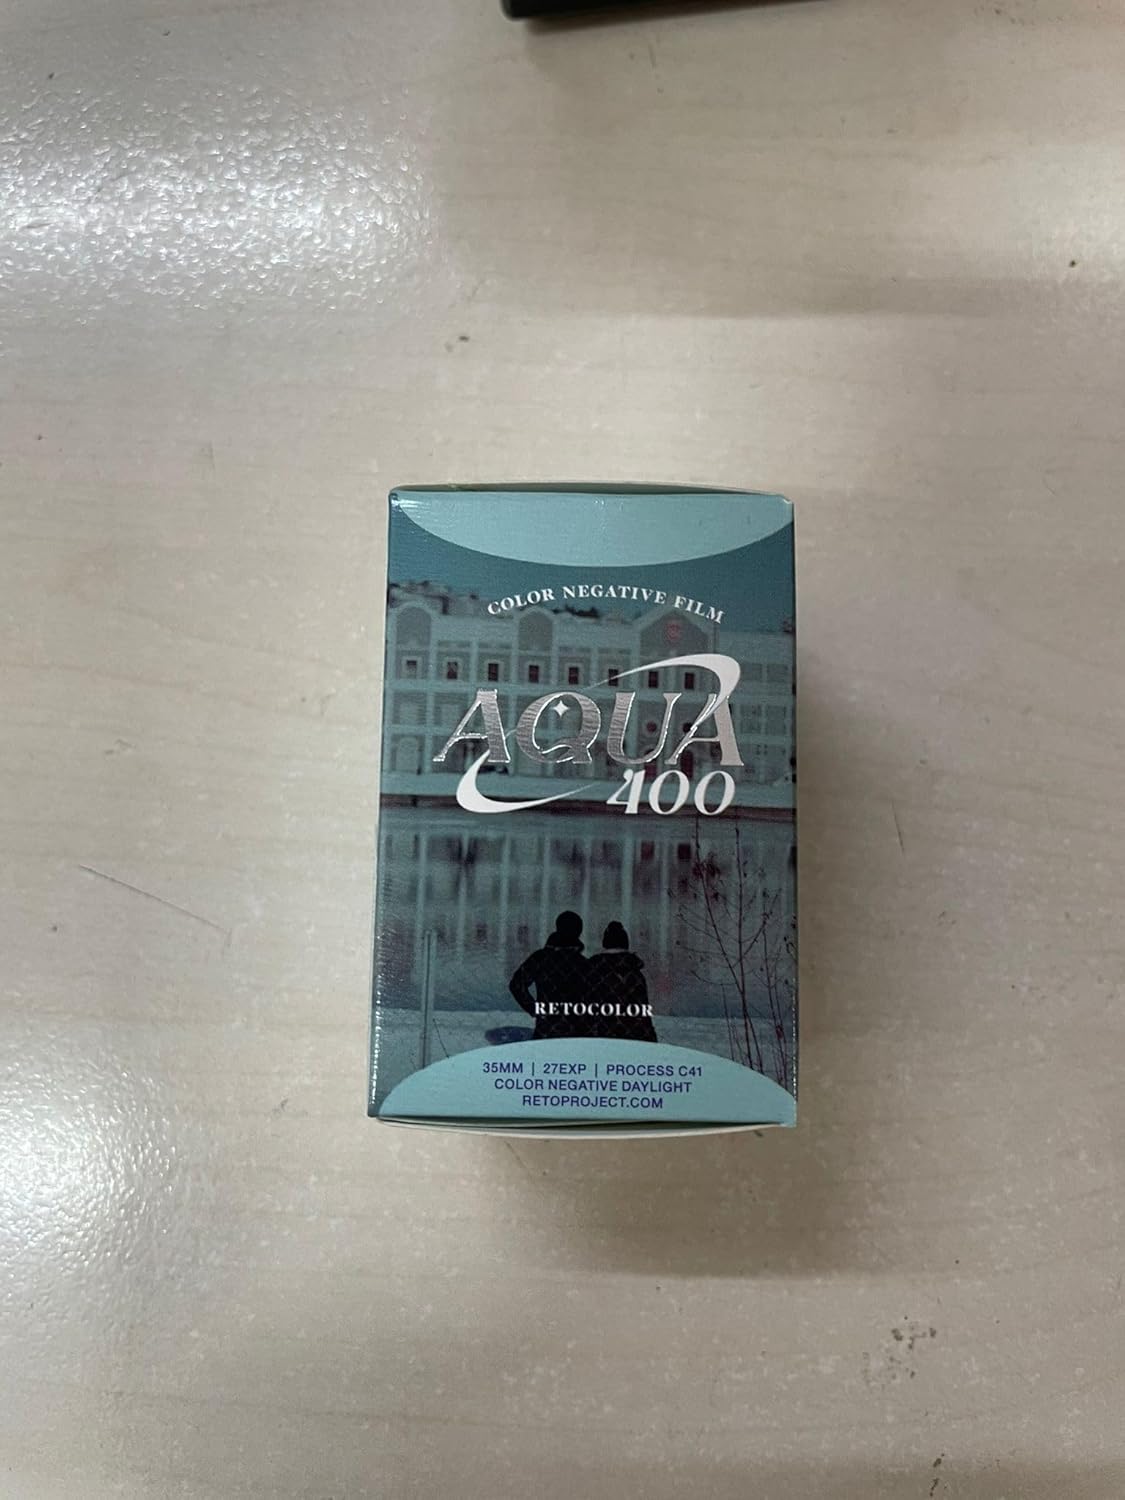 COLOR NEGATIVE FILM
AQUA
400
RETOCOLOR
35MM | 27EXP | PROCESS C41
COLOR NEGATIVE DAYLIGHT
RETOPROJECT.COM